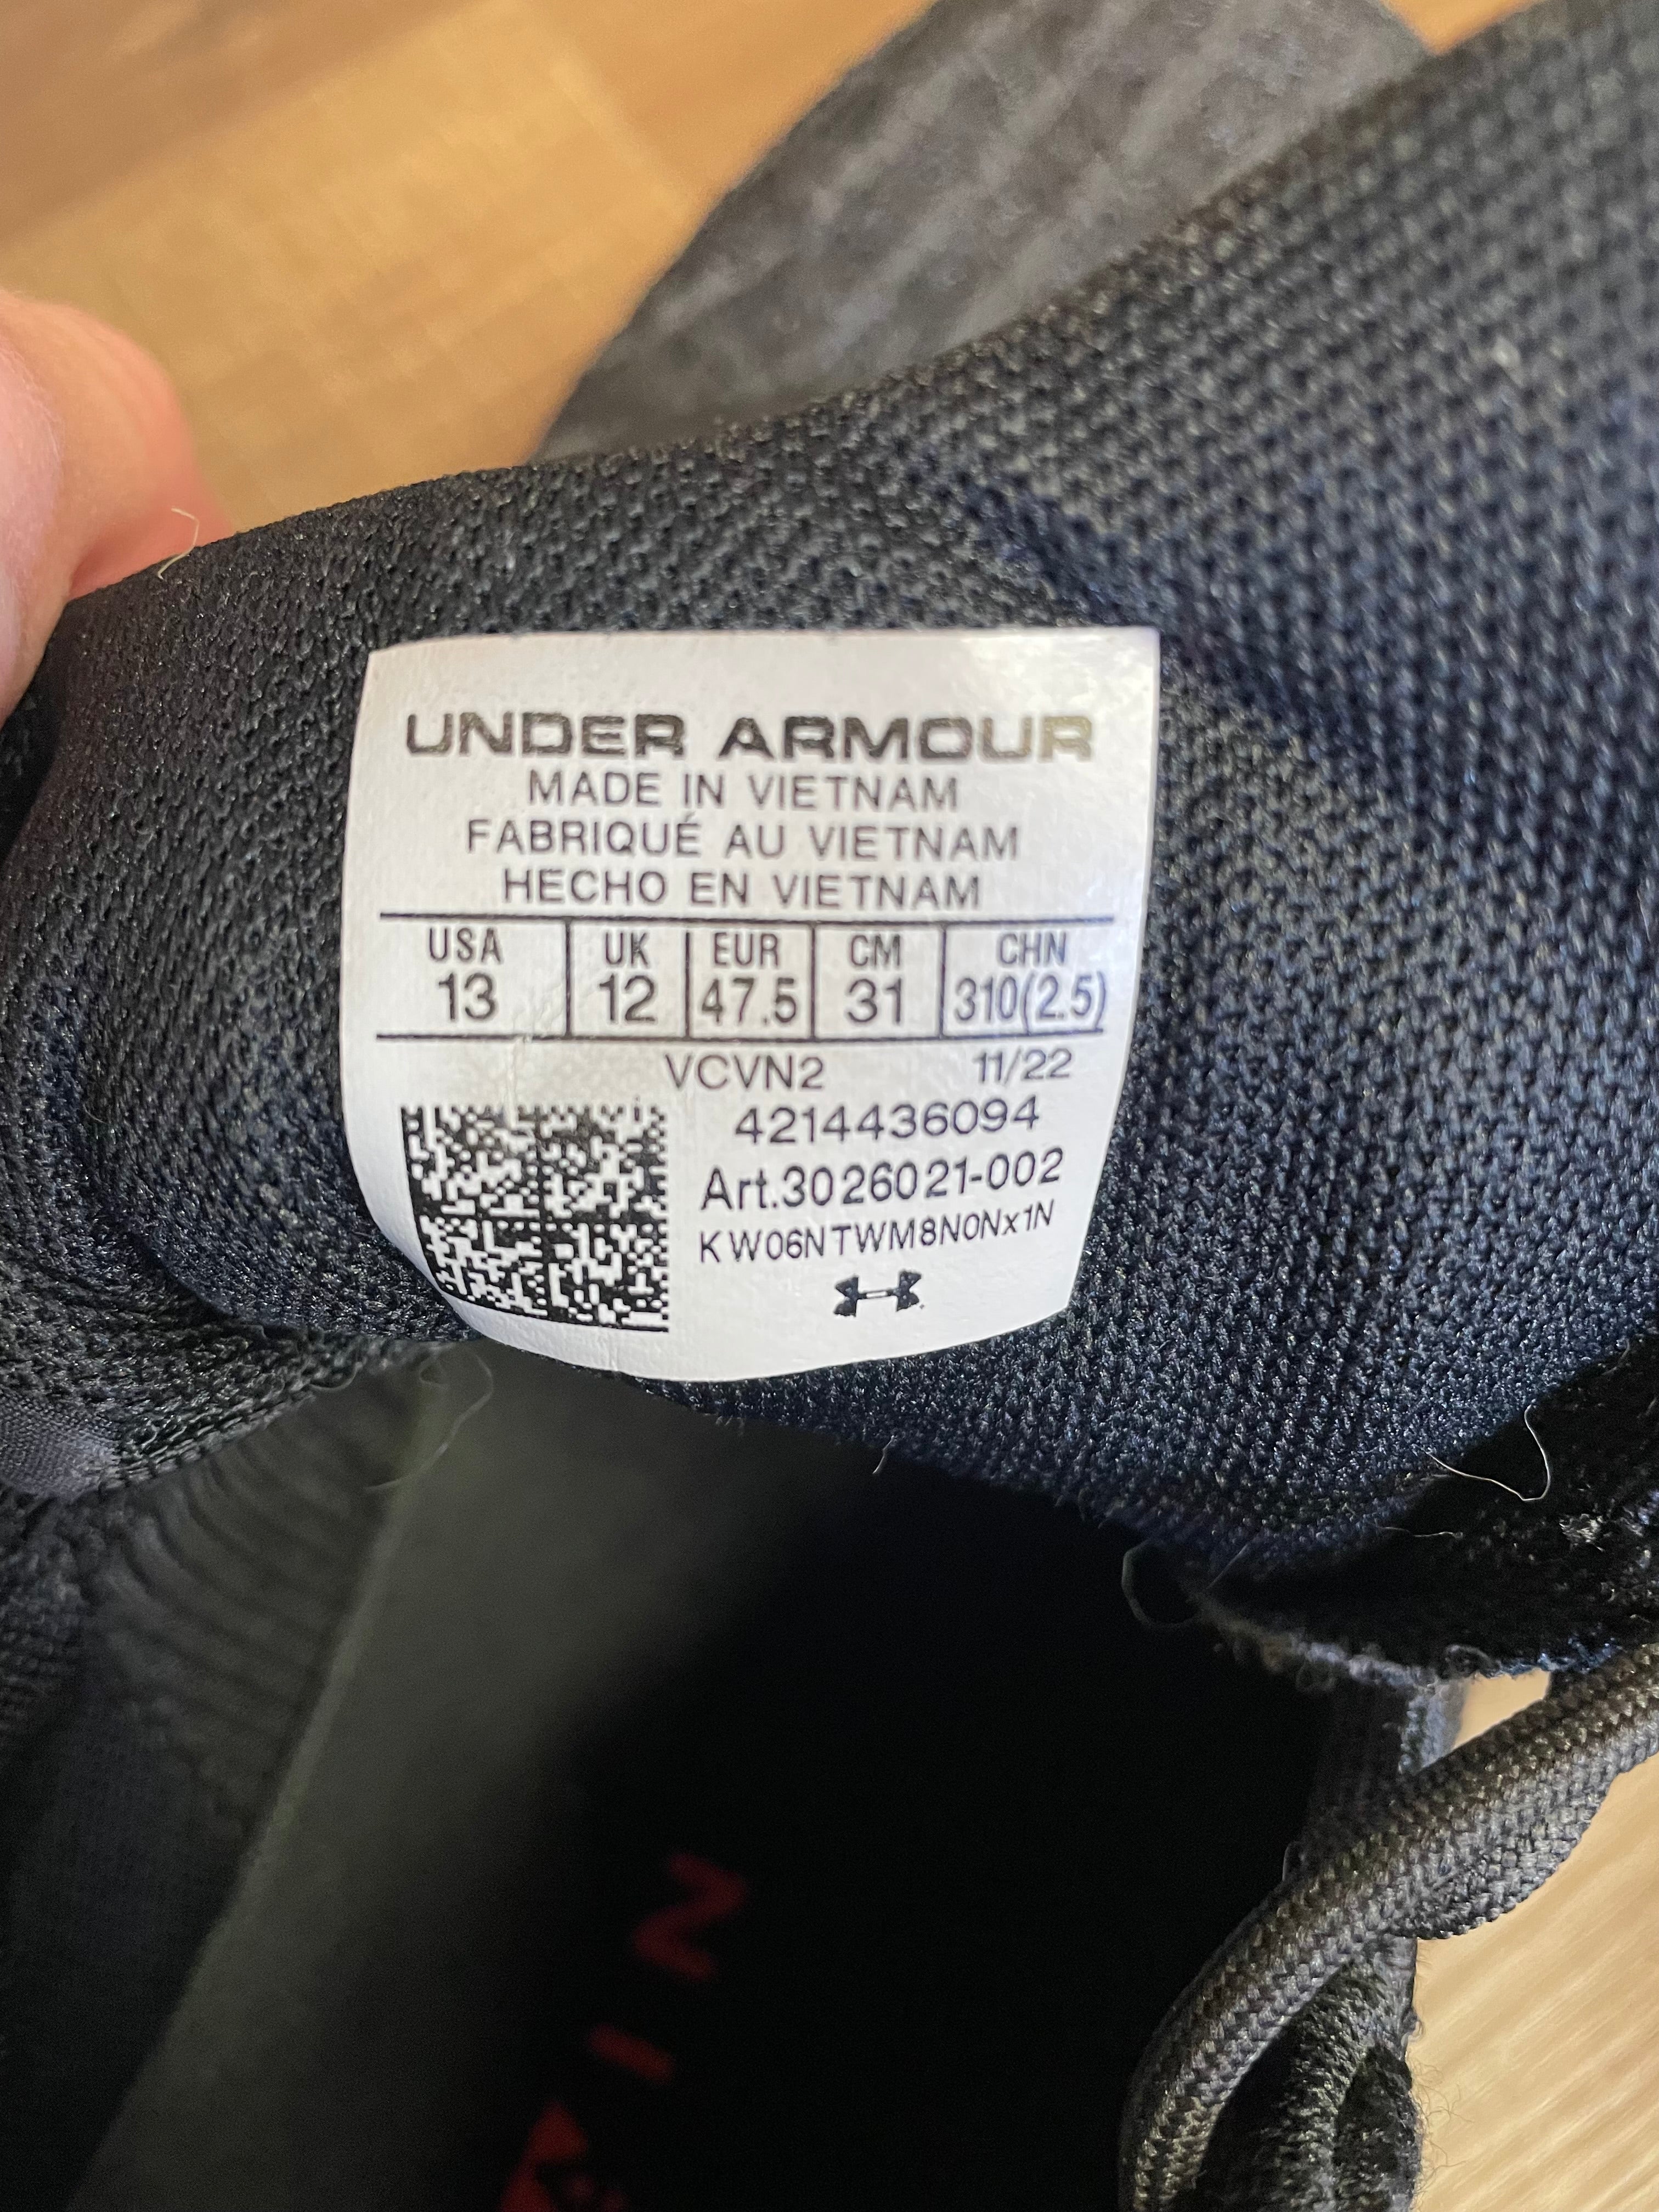 UNDER ARMOUR
MADE IN VIETNAM
FABRIQUÉ AU VIETNAM
HECHO EN VIETNAM
USA UK EUR CM CHN
13 12 47.5 31 310(2.5)
VCVN2 11/22
4214436094
Art.3026021-002
KW06NTWM8N0Nx1N